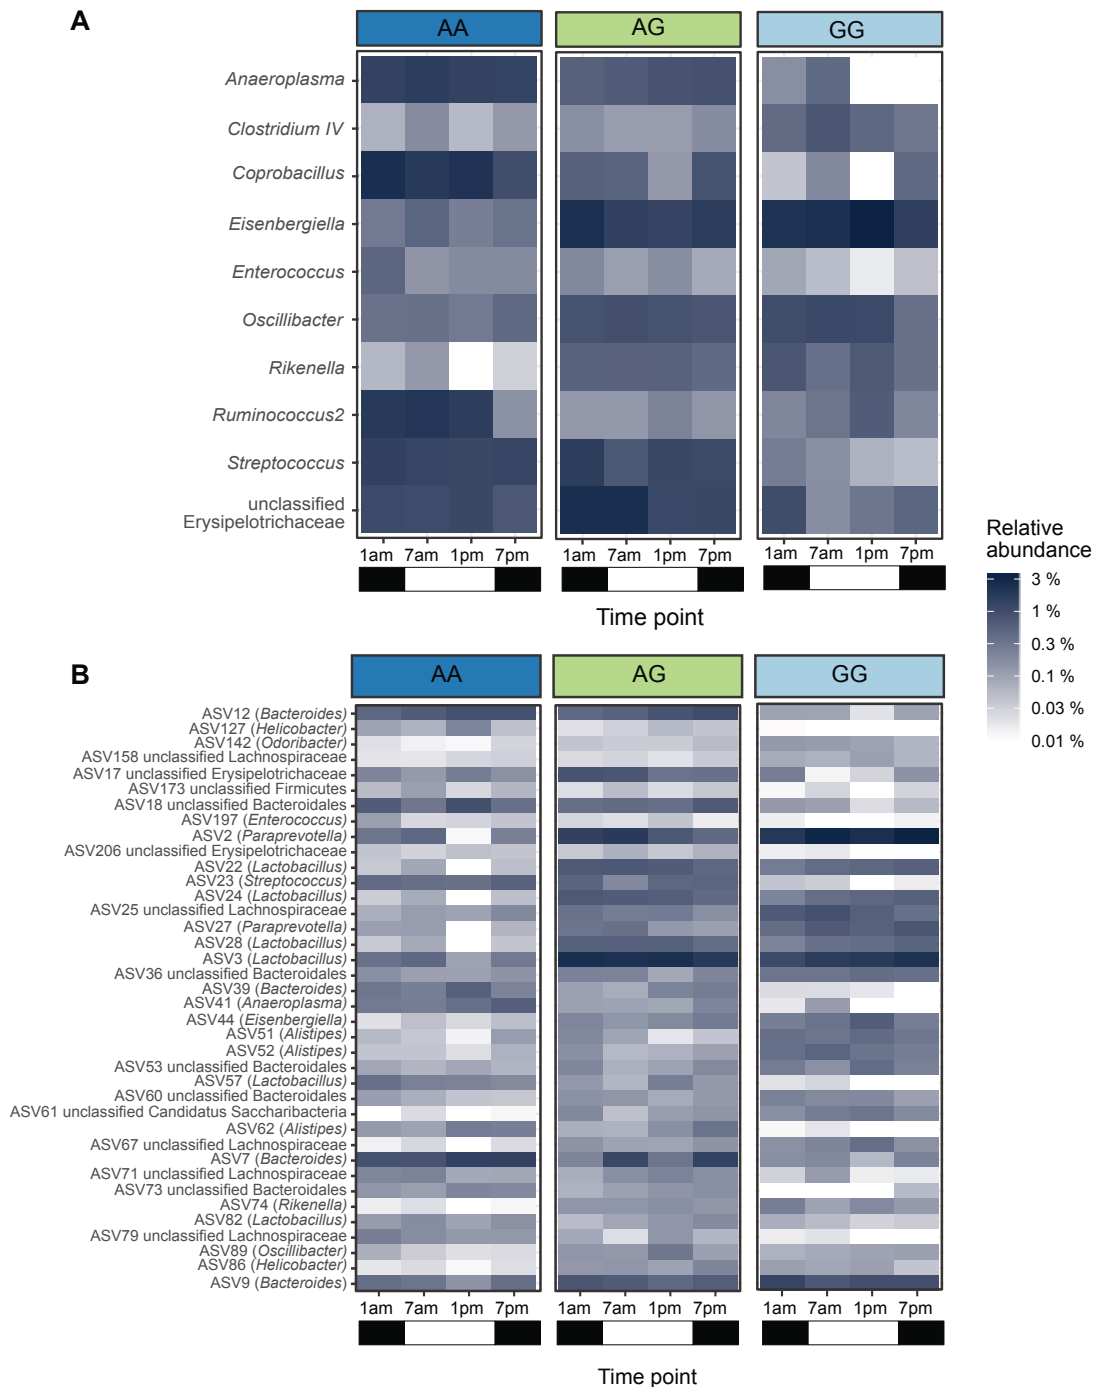 A
AA AG GG
Anaeroplasma
Clostridium IV
Coprobacillus
Eisenbergiella
Enterococcus
Oscillibacter
Rikenella
Ruminococcus2
Streptococcus
unclassified
Erysipelotrichaceae
1am 7am 1pm 7pm 1am 7am 1pm 7pm 1am 7am 1pm 7pm
Time point
Relative
abundance
3 %
1 %
0.3 %
0.1 %
0.03 %
0.01 %
B
AA AG GG
ASV12 (Bacteroides)
ASV127 (Helicobacter)
ASV142 (Odoribacter)
ASV158 unclassified Lachnospiraceae
ASV17 unclassified Erysipelotrichaceae
ASV173 unclassified Firmicutes
ASV18 unclassified Bacteroidales
ASV197 (Enterococcus)
ASV2 (Paraprevotella)
ASV206 unclassified Erysipelotrichaceae
ASV22 (Lactobacillus)
ASV23 (Streptococcus)
ASV24 (Lactobacillus)
ASV25 unclassified Lachnospiraceae
ASV27 (Paraprevotella)
ASV28 (Lactobacillus)
ASV3 (Lactobacillus)
ASV36 unclassified Bacteroidales
ASV39 (Bacteroides)
ASV41 (Anaeroplasma)
ASV44 (Eisenbergiella)
ASV51 (Alistipes)
ASV52 (Alistipes)
ASV53 unclassified Bacteroidales
ASV57 (Lactobacillus)
ASV60 unclassified Bacteroidales
ASV61 unclassified Candidatus Saccharibacteria
ASV62 (Alistipes)
ASV67 unclassified Lachnospiraceae
ASV7 (Bacteroides)
ASV71 unclassified Lachnospiraceae
ASV73 unclassified Bacteroidales
ASV74 (Rikenella)
ASV82 (Lactobacillus)
ASV79 unclassified Lachnospiraceae
ASV89 (Oscillibacter)
ASV86 (Helicobacter)
ASV9 (Bacteroides)
1am 7am 1pm 7pm 1am 7am 1pm 7pm 1am 7am 1pm 7pm
Time point